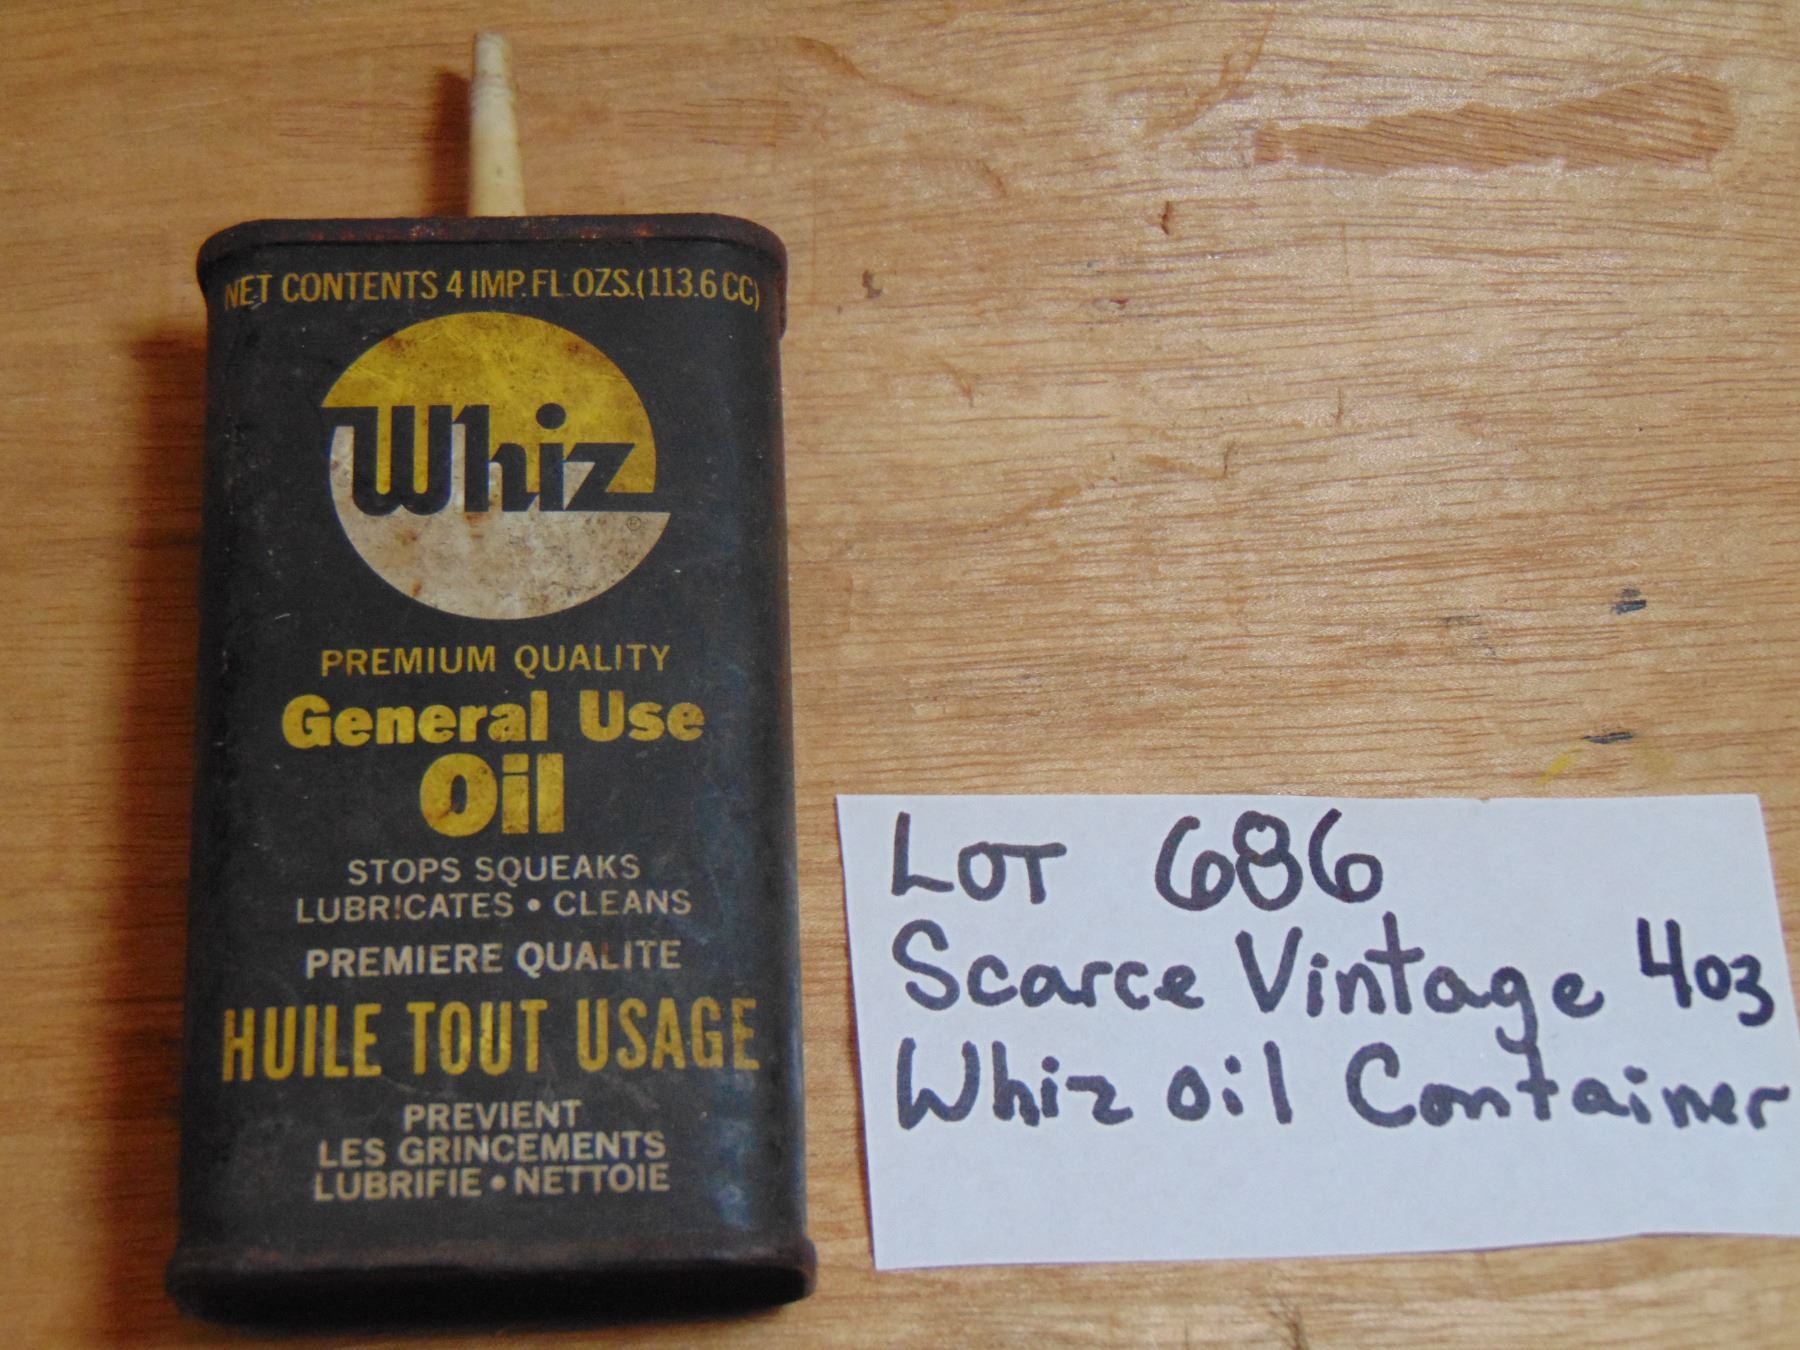 NET CONTENTS 4 IMP. FL. OZS. (113.6 CC)
Whiz
®
PREMIUM QUALITY
General Use
Oil
STOPS SQUEAKS
LUBRICATES • CLEANS
PREMIERE QUALITE
HUILE TOUT USAGE
PREVIENT
LES GRINCEMENTS
LUBRIFIE • NETTOIE
LOT 686
Scarce Vintage 4oz
Whiz oil Container